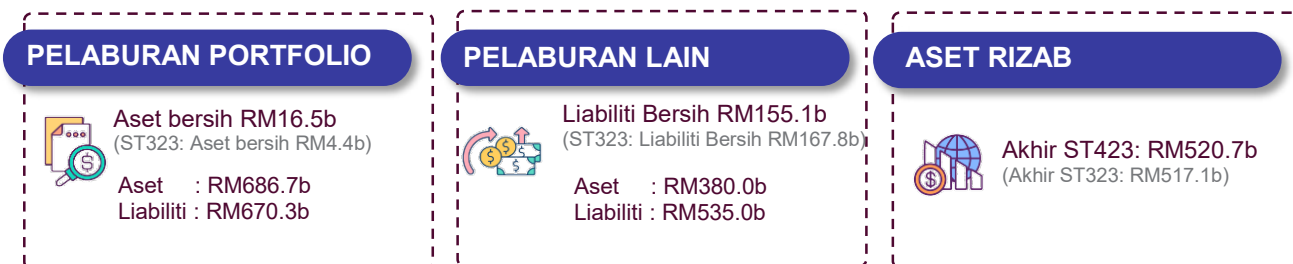 PELABURAN PORTFOLIO
Aset bersih RM16.5b
(ST323: Aset bersih RM4.4b)
Aset : RM686.7b
Liabiliti : RM670.3b
PELABURAN LAIN
Liabiliti Bersih RM155.1b
(ST323: Liabiliti Bersih RM167.8b)
Aset : RM380.0b
Liabiliti : RM535.0b
ASET RIZAB
Akhir ST423: RM520.7b
(Akhir ST323: RM517.1b)